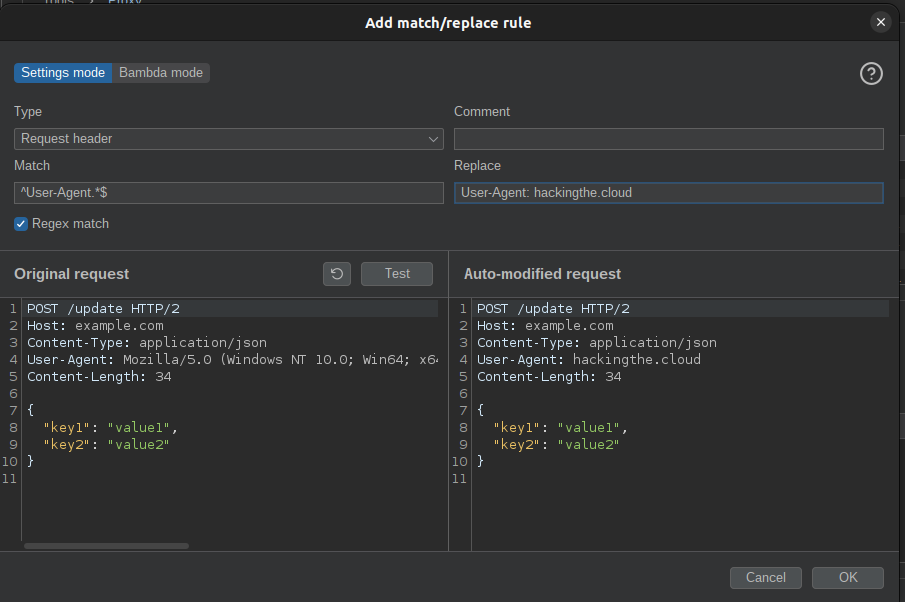 Tools > Proxy
Add match/replace rule
Settings mode Bambda mode
Type Comment
Request header
Match Replace
^User-Agent.*$ User-Agent: hackingthe.cloud
Regex match
Original request Test Auto-modified request
1 POST /update HTTP/2
2 Host: example.com
3 Content-Type: application/json
4 User-Agent: Mozilla/5.0 (Windows NT 10.0; Win64; x64
5 Content-Length: 34
6
7 {
8 "key1": "value1",
9 "key2": "value2"
10 }
11
1 POST /update HTTP/2
2 Host: example.com
3 Content-Type: application/json
4 User-Agent: hackingthe.cloud
5 Content-Length: 34
6
7 {
8 "key1": "value1",
9 "key2": "value2"
10 }
11
Cancel OK